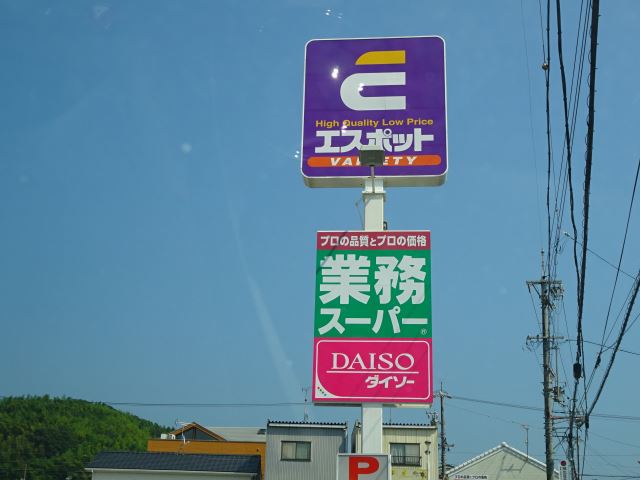 High Quality Low Price
エスポット
VARIETY
プロの品質とプロの価格
業務
スーパー
®
DAISO
ダイソー
P